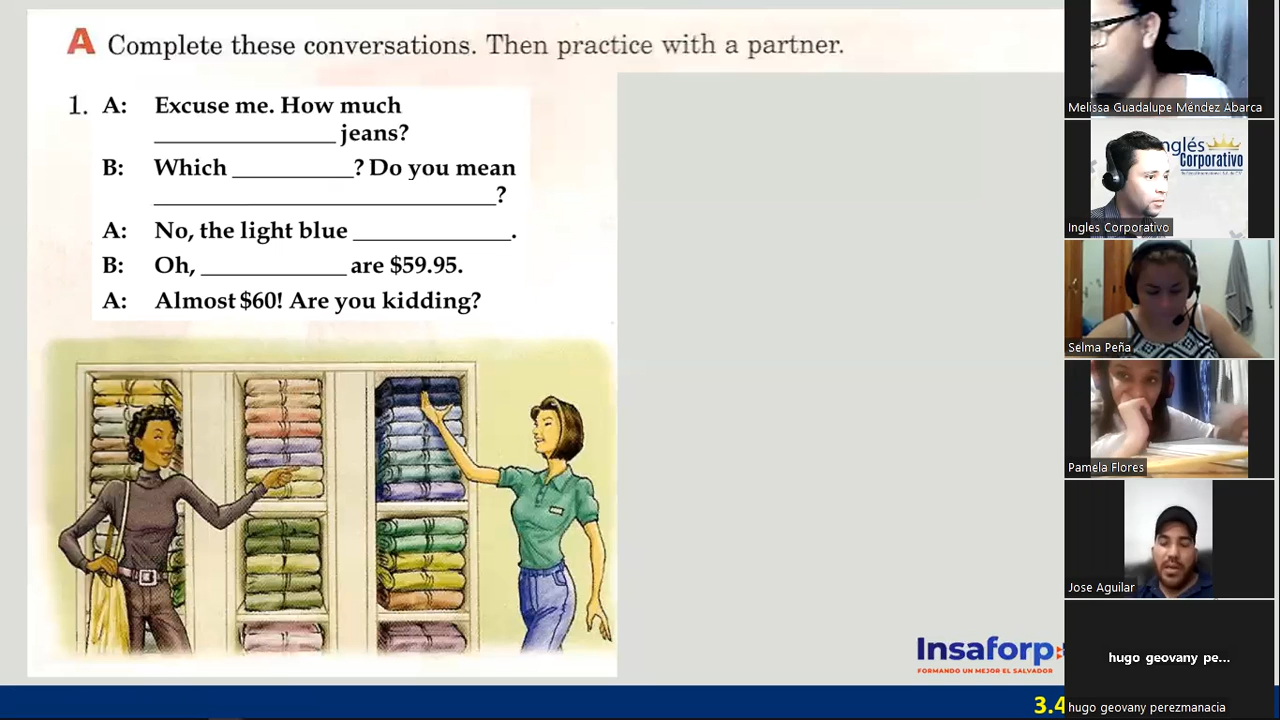 A Complete these conversations. Then practice with a partner.
1. A: Excuse me. How much
_______________ jeans?
B: Which __________? Do you mean
____________________________?
A: No, the light blue _____________.
B: Oh, ____________ are $59.95.
A: Almost $60! Are you kidding?
Insaforp
FORMANDO UN MEJOR EL SALVADOR
3.4
Melissa Guadalupe Méndez Abarca
nglés
Corporativo
Ingles Corporativo
Selma Peña
Pamela Flores
Jose Aguilar
hugo geovany pe...
hugo geovany perezmanacia